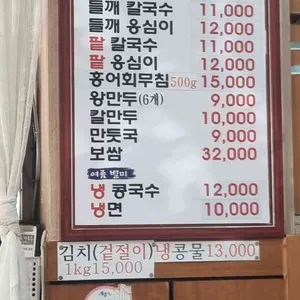 들깨 칼국수 11,000
들깨 옹심이 12,000
팥 칼국수 11,000
팥 옹심이 12,000
홍어회무침 500g 15,000
왕만두(6개) 9,000
칼만두 10,000
만둣국 9,000
보쌈 32,000
여름 별미
냉 콩국수 12,000
냉면 10,000
김치(겉절이) 냉콩물 13,000
1kg 15,000